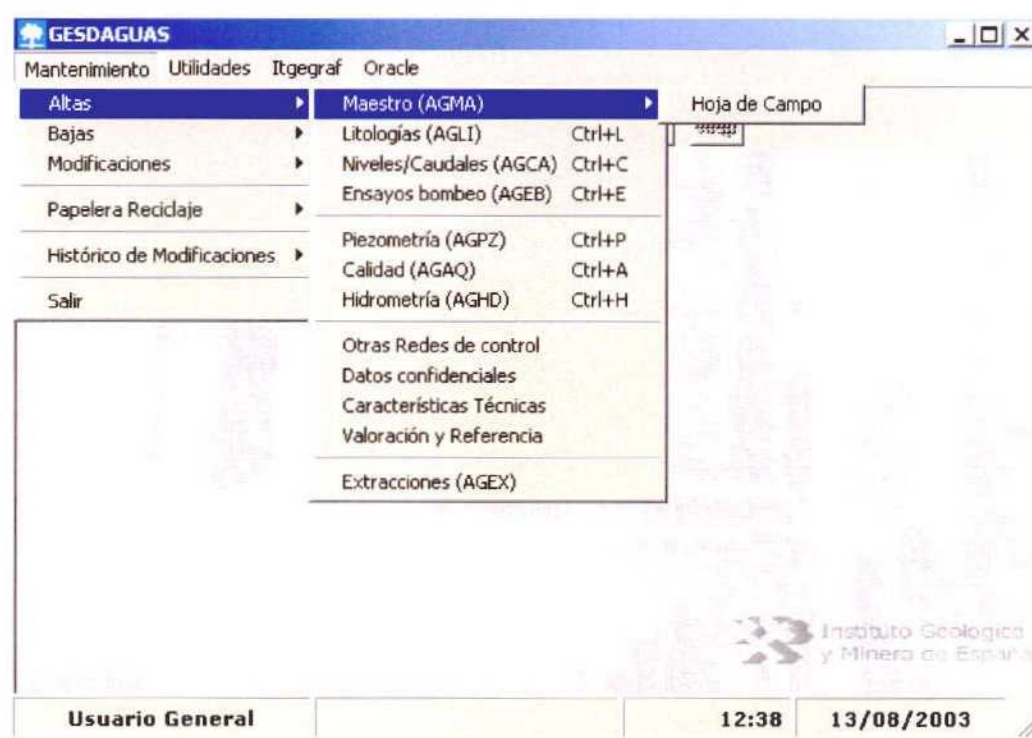 GESDAGUAS
Mantenimiento Utilidades Itgegraf Oracle
Altas
Bajas
Modificaciones
Papelera Reciclaje
Histórico de Modificaciones
Salir
Maestro (AGMA)
Litologías (AGLI) Ctrl+L
Niveles/Caudales (AGCA) Ctrl+C
Ensayos bombeo (AGEB) Ctrl+E
Piezometría (AGPZ) Ctrl+P
Calidad (AGAQ) Ctrl+A
Hidrometría (AGHD) Ctrl+H
Otras Redes de control
Datos confidenciales
Características Técnicas
Valoración y Referencia
Extracciones (AGEX)
Hoja de Campo
Instituto Geologico
y Minero de España
Usuario General 12:38 13/08/2003